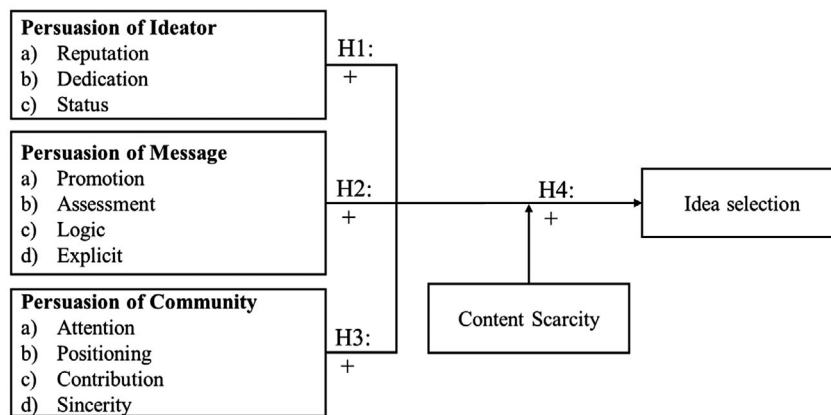 Persuasion of Ideator
a) Reputation
b) Dedication
c) Status
H1:
+
Persuasion of Message
a) Promotion
b) Assessment
c) Logic
d) Explicit
H2:
+
H4:
+
Idea selection
Persuasion of Community
a) Attention
b) Positioning
c) Contribution
d) Sincerity
H3:
+
Content Scarcity